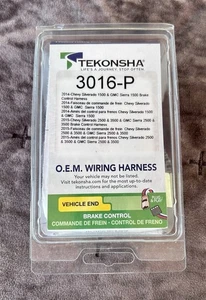 TEKONSHA
LIFE'S A JOURNEY. STOP OFTEN
3016-P
2014-Chevy Silverado 1500 & GMC Sierra 1500 Brake
Control Harness
2014-Faisceau de commande de frein Chevy Silverado
1500 & GMC Sierra 1500
2014-Arnés del control para frenos Chevy Silverado 1500
& GMC Sierra 1500
2015-Chevy Silverado 2500 & 3500 & GMC Sierra 2500 &
3500 Brake Control Harness
2015-Faisceau de commande de frein Chevy Silverado
2500 & 3500 & GMC Sierra 2500 & 3500
2015-Arnés del control para frenos Chevy Silverado 2500
& 3500 & GMC Sierra 2500 & 3500
O.E.M. WIRING HARNESS
Your vehicle may not be listed.
Visit tekonsha.com for the most up-to-date
instructions and applications.
VEHICLE END
BRAKE CONTROL
COMMANDE DE FREIN - CONTROL DE FRENO